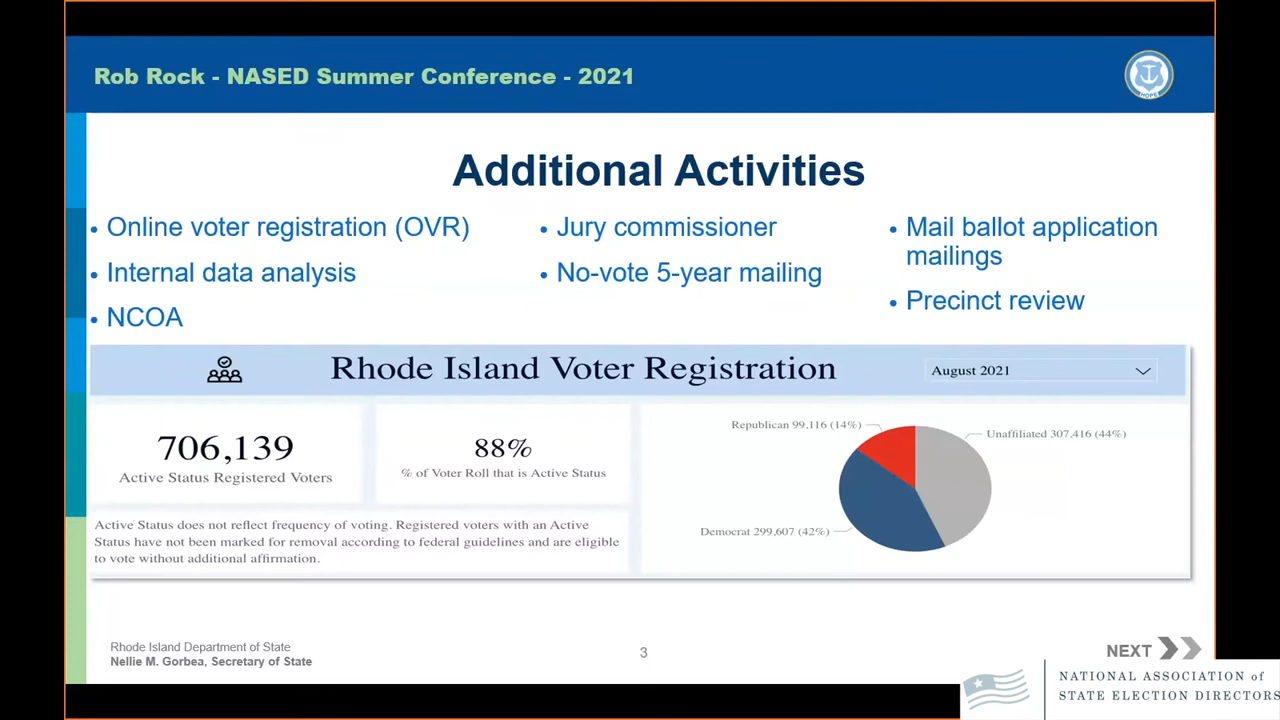 Rob Rock - NASED Summer Conference - 2021
HOPE
Additional Activities
• Online voter registration (OVR)
• Internal data analysis
• NCOA
• Jury commissioner
• No-vote 5-year mailing
• Mail ballot application
mailings
• Precinct review
Rhode Island Voter Registration
August 2021
706,139
Active Status Registered Voters
88%
% of Voter Roll that is Active Status
Active Status does not reflect frequency of voting. Registered voters with an Active
Status have not been marked for removal according to federal guidelines and are eligible
to vote without additional affirmation.
Republican 99,116 (14%)
Unaffiliated 307,416 (44%)
Democrat 299,607 (42%)
Rhode Island Department of State
Nellie M. Gorbea, Secretary of State
3
NEXT
NATIONAL ASSOCIATION of
STATE ELECTION DIRECTORS